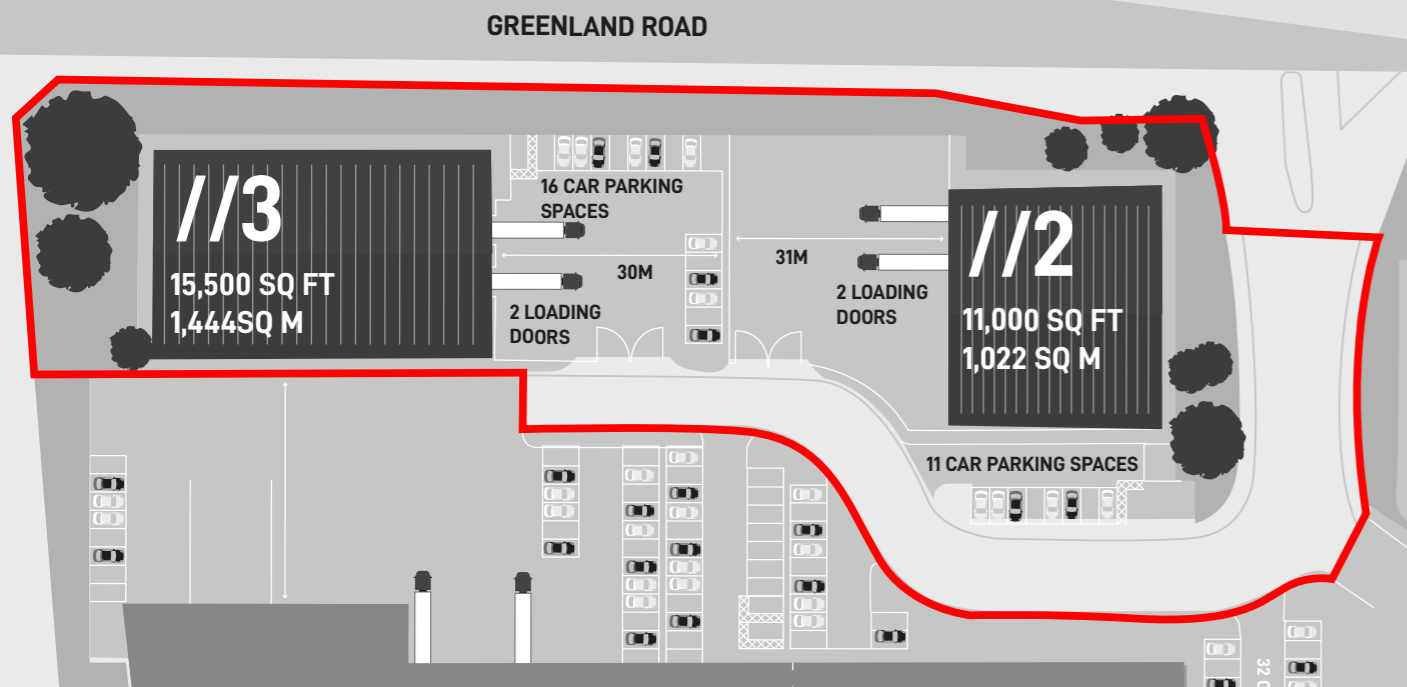 GREENLAND ROAD
//3
15,500 SQ FT
1,444SQ M
16 CAR PARKING
SPACES
30M
2 LOADING
DOORS
31M
2 LOADING
DOORS
//2
11,000 SQ FT
1,022 SQ M
11 CAR PARKING SPACES
32